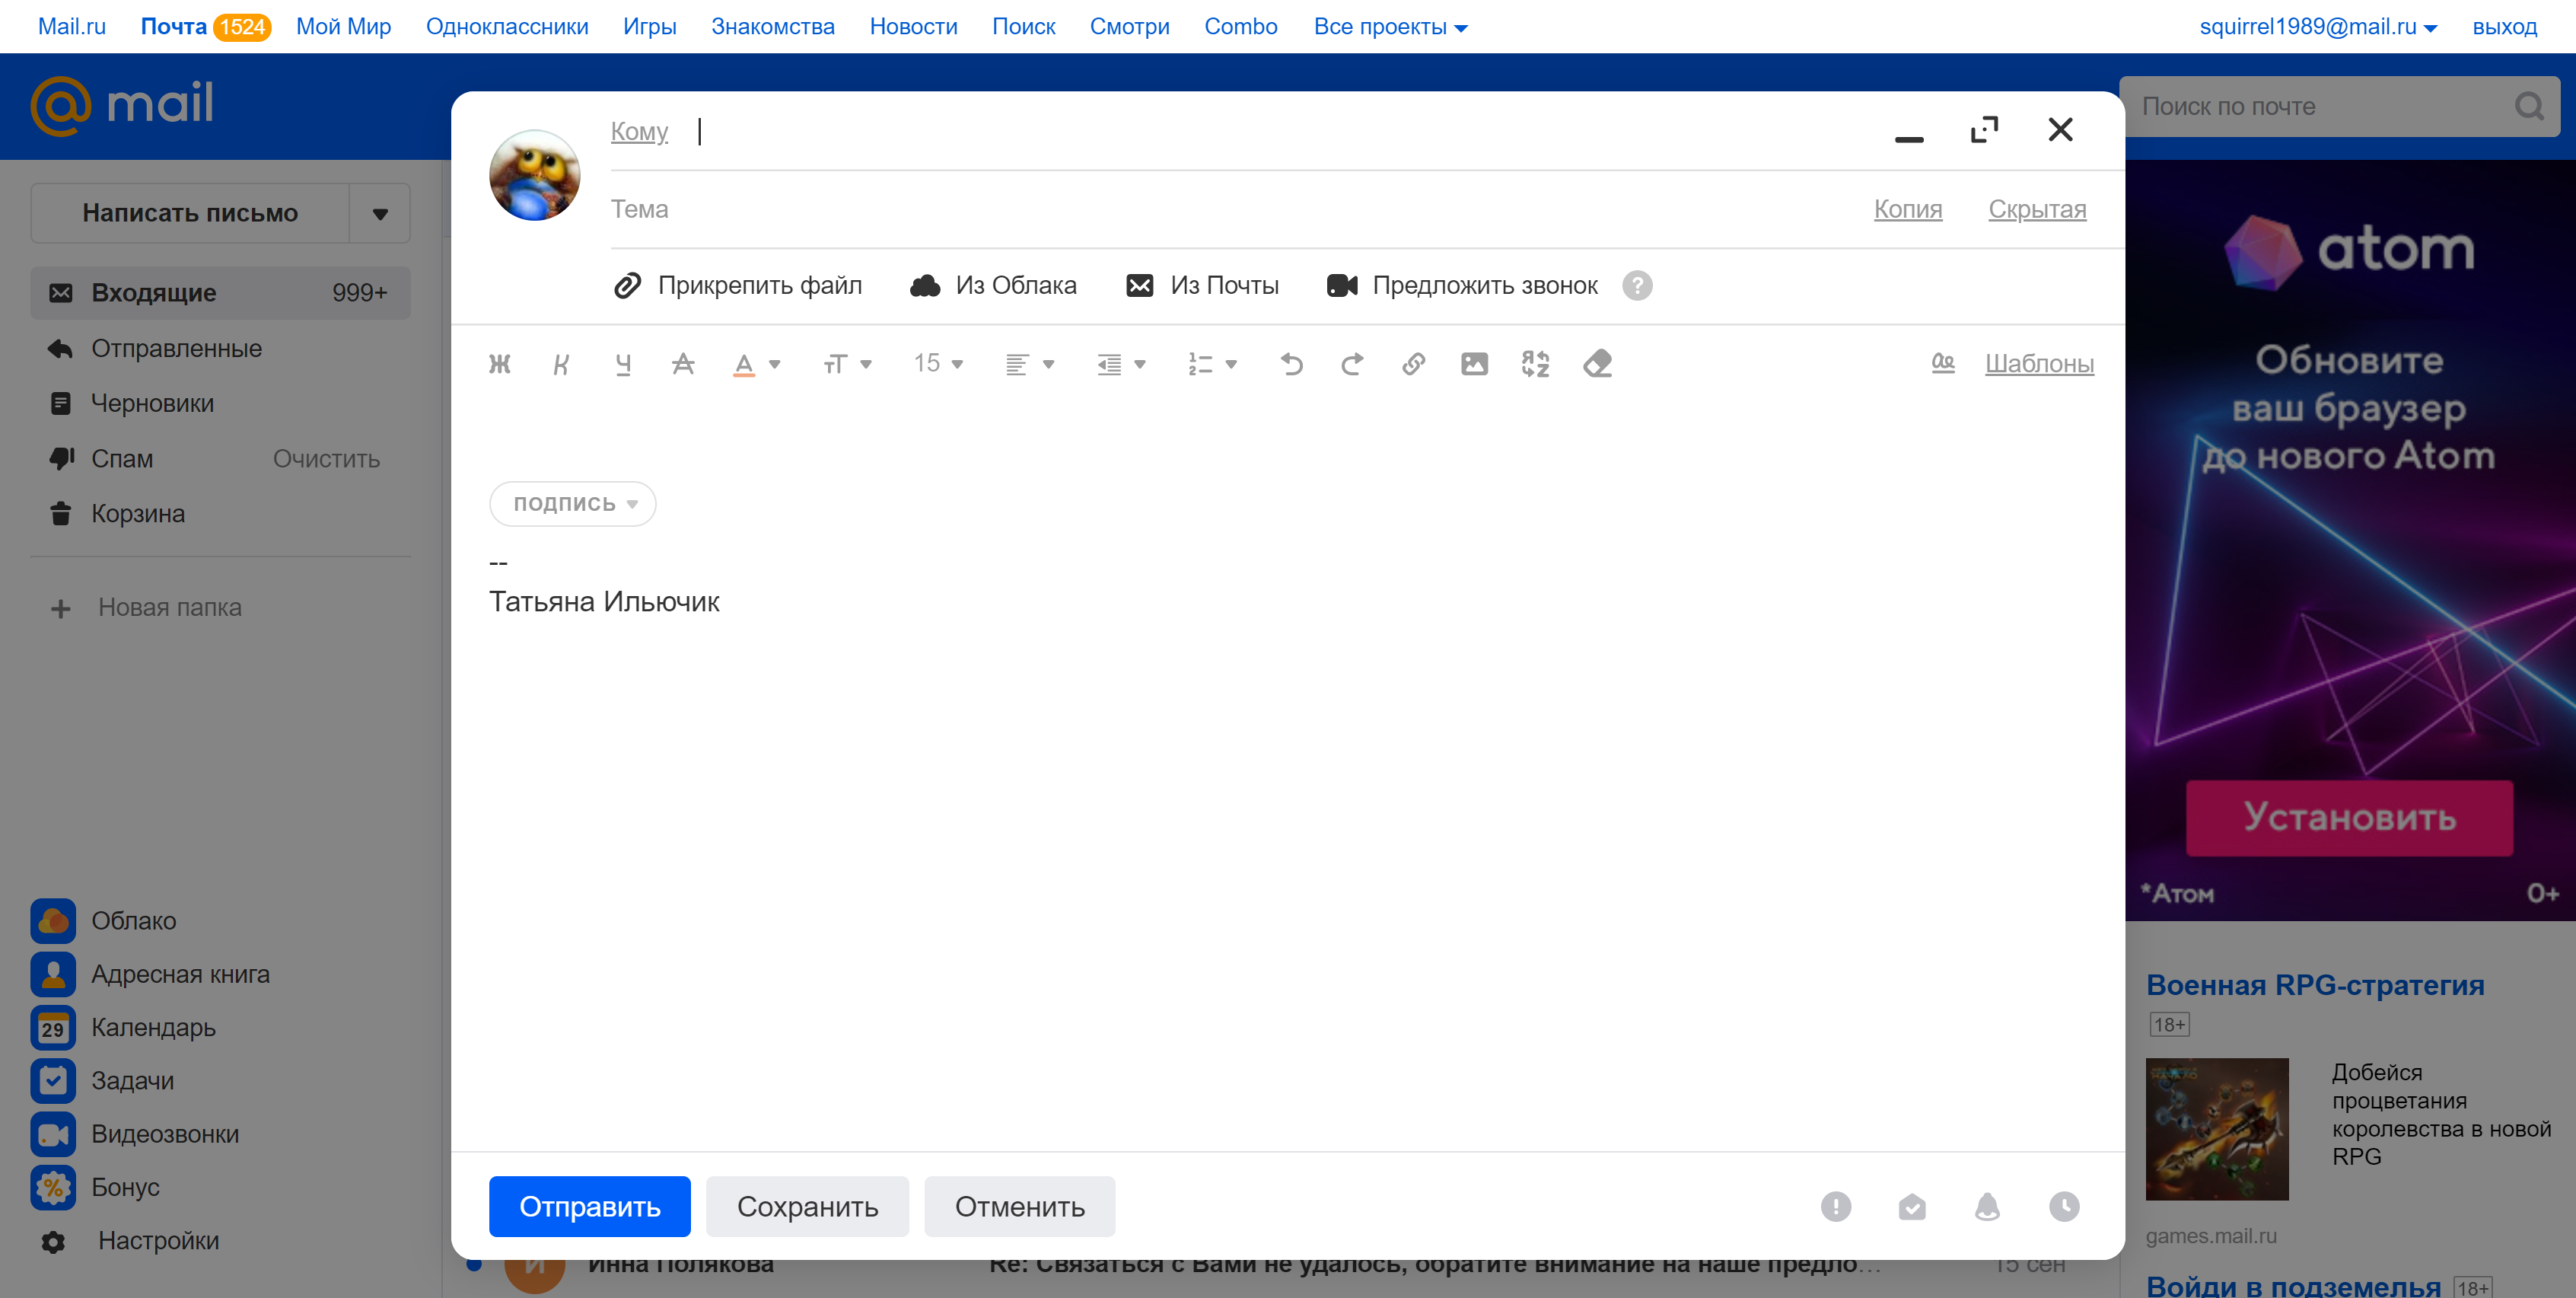 Mail.ru Почта 1524 Мой Мир Одноклассники Игры Знакомства Новости Поиск Смотри Combo Все проекты squirrel1989@mail.ru выход
@mail
Поиск по почте
Написать письмо
Входящие 999+
Отправленные
Черновики
Спам Очистить
Корзина
Новая папка
Облако
Адресная книга
29
Календарь
Задачи
Видеозвонки
%
Бонус
Настройки
Кому
Тема Копия Скрытая
Прикрепить файл Из Облака Из Почты Предложить звонок ?
Ж К Ч А А тТ 15 Шаблоны
ПОДПИСЬ
--
Татьяна Ильючик
Отправить Сохранить Отменить
И Инна Полякова Re: Связаться с Вами не удалось, обратите внимание на наше предло... 15 сен
atom
Обновите
ваш браузер
до нового Atom
Установить
*Атом 0+
Военная RPG-стратегия
18+
Добейся
процветания
королевства в новой
RPG
games.mail.ru
Войди в подземелья 18+